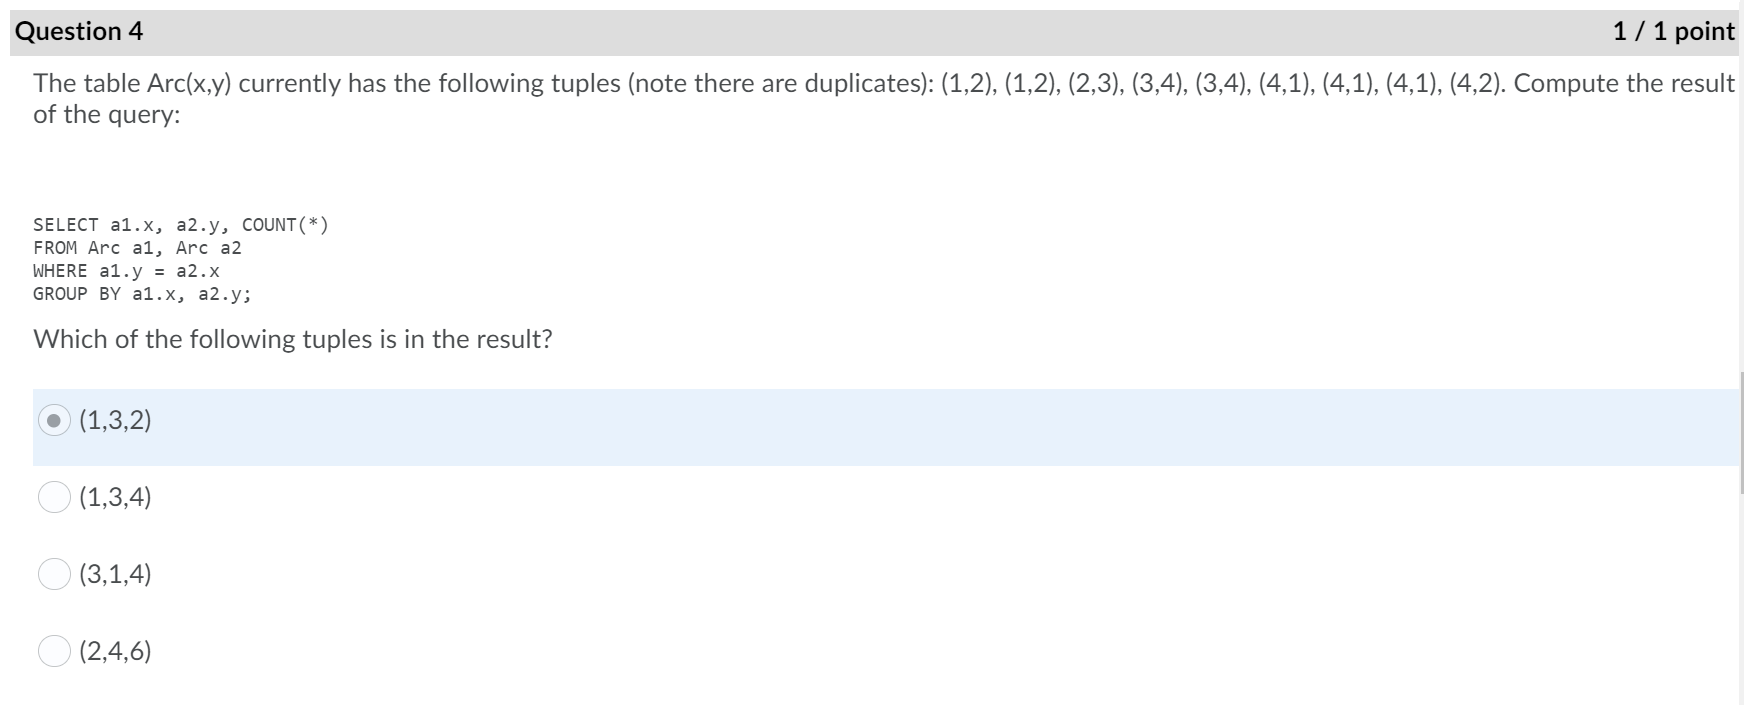 Question 4
1 / 1 point
The table Arc(x,y) currently has the following tuples (note there are duplicates): (1,2), (1,2), (2,3), (3,4), (3,4), (4,1), (4,1), (4,1), (4,2). Compute the result
of the query:
SELECT a1.x, a2.y, COUNT(*)
FROM Arc a1, Arc a2
WHERE a1.y = a2.x
GROUP BY a1.x, a2.y;
Which of the following tuples is in the result?
(1,3,2)
(1,3,4)
(3,1,4)
(2,4,6)